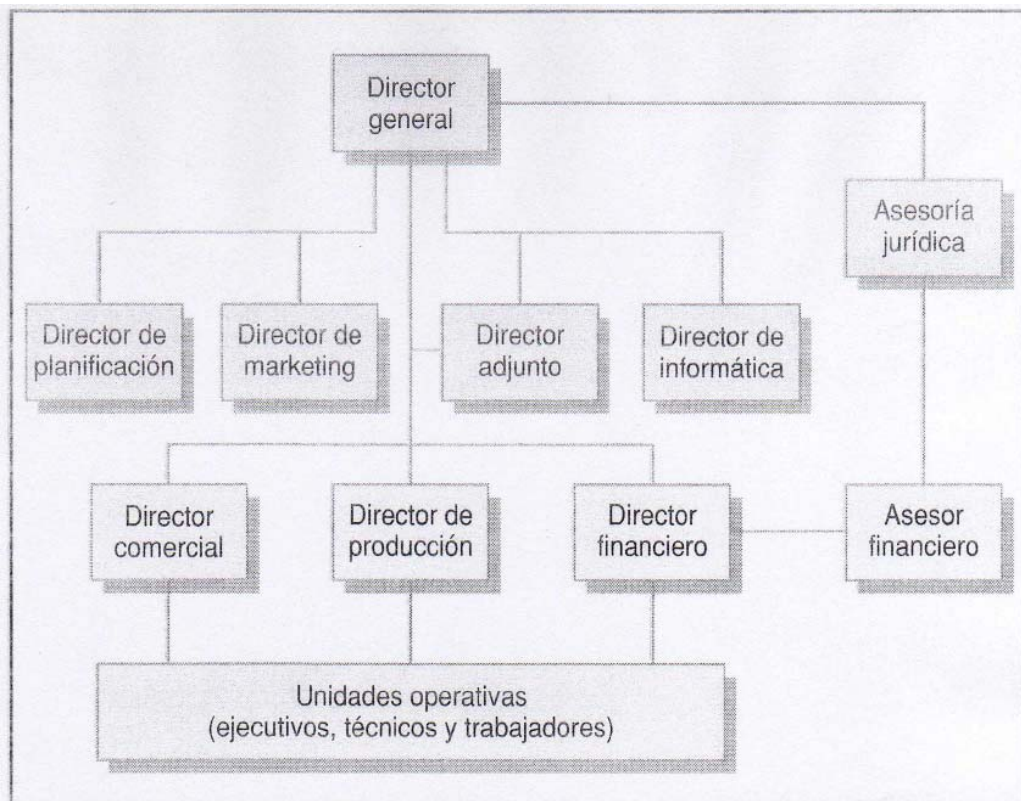 Director
general
Asesoría
jurídica
Director de
planificación
Director de
marketing
Director
adjunto
Director de
informática
Director
comercial
Director de
producción
Director
financiero
Asesor
financiero
Unidades operativas
(ejecutivos, técnicos y trabajadores)